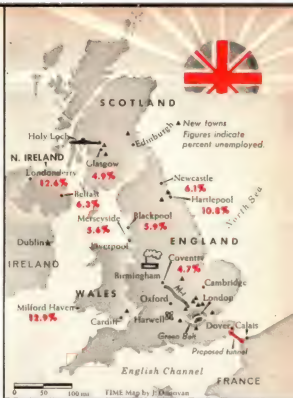 SCOTLAND
▲ New towns
Figures indicate
percent unemployed.
Holy Loch
Edinburgh
Glasgow
4.9%
N. IRELAND
Londonderry
12.6%
Belfast
6.3%
Newcastle
6.1%
Hartlepool
10.8%
North Sea
Blackpool
5.9%
Merseyside
5.6%
Liverpool
Dublin
IRELAND
ENGLAND
Coventry
4.7%
Birmingham
Cambridge
WALES
Oxford
London
Milford Haven
12.9%
Cardiff
Harwell
Green Belt
Dover
Calais
Proposed tunnel
English Channel
FRANCE
0 50 100 mi
TIME Map by J. Donovan